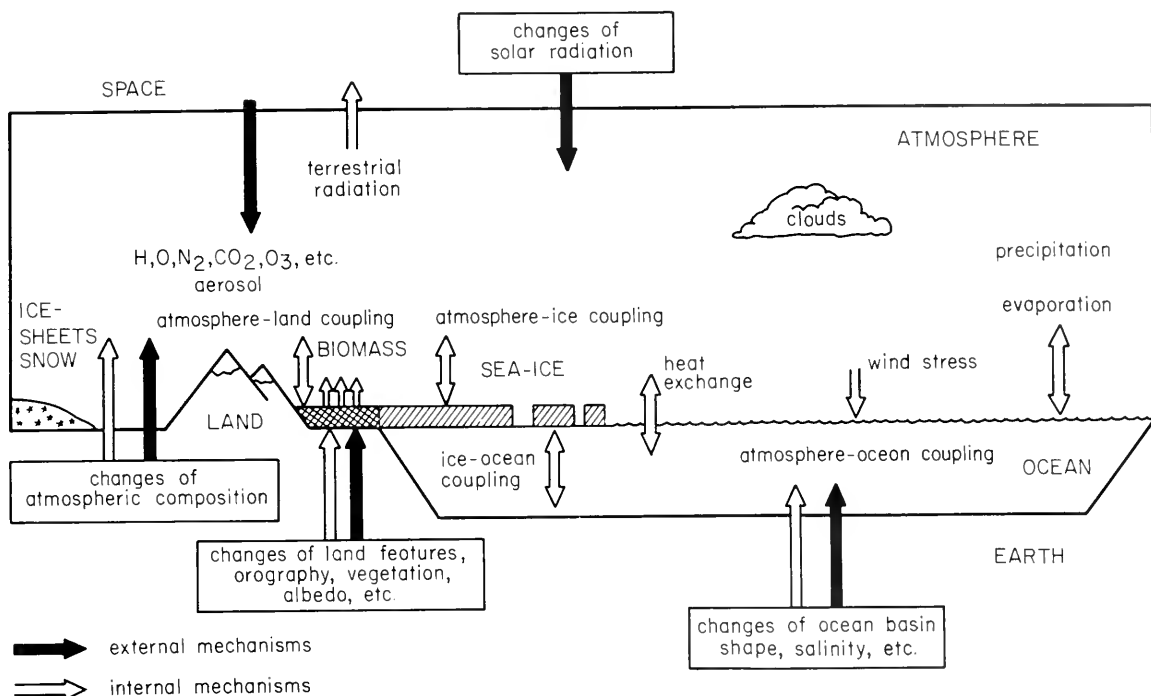 changes of
solar radiation
SPACE
ATMOSPHERE
terrestrial
radiation
clouds
H,O,N2,CO2,O3, etc.
aerosol
precipitation
evaporation
ICE-
SHEETS
SNOW
atmosphere-land coupling
atmosphere-ice coupling
BIOMASS
SEA-ICE
heat
exchange
wind stress
LAND
ice-ocean
coupling
atmosphere-ocean coupling
OCEAN
changes of
atmospheric composition
EARTH
changes of land features,
orography, vegetation,
albedo, etc.
changes of ocean basin
shape, salinity, etc.
external mechanisms
internal mechanisms